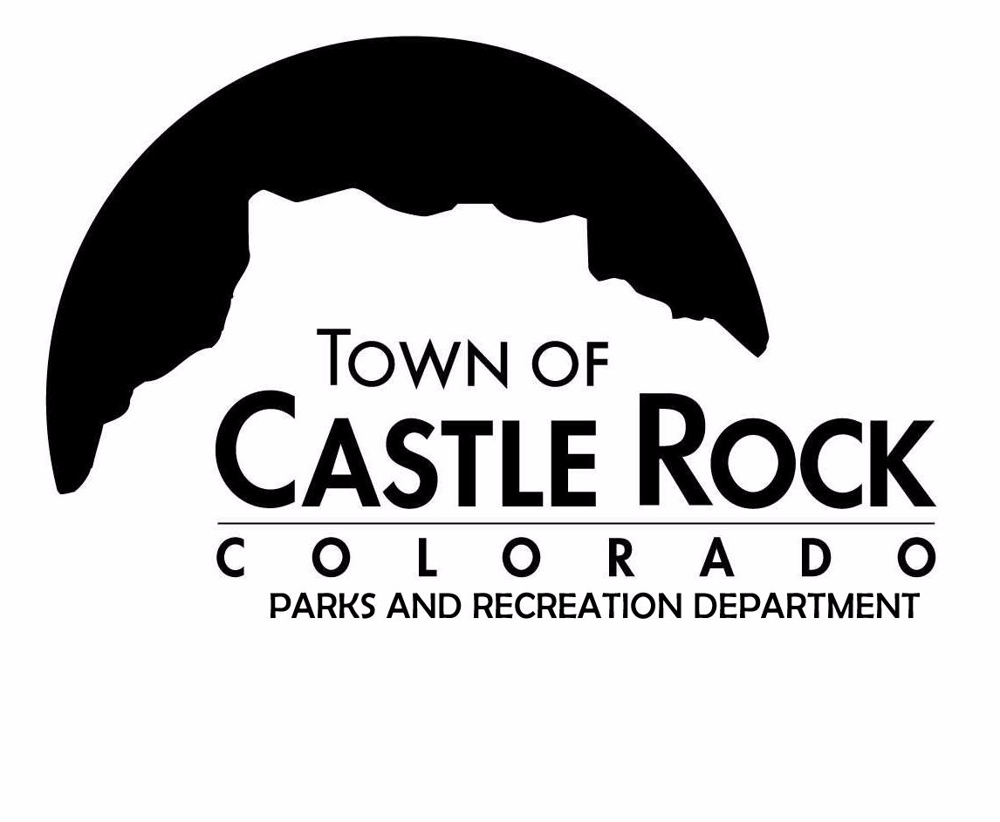 TOWN OF
CASTLE ROCK
COLORADO
PARKS AND RECREATION DEPARTMENT